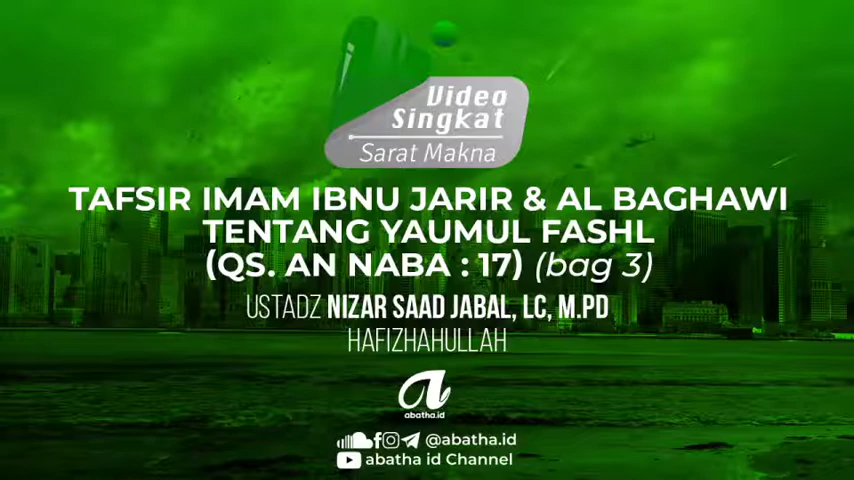 Video
Singkat
Sarat Makna
TAFSIR IMAM IBNU JARIR & AL BAGHAWI
TENTANG YAUMUL FASHL
(QS. AN NABA : 17) (bag 3)
USTADZ NIZAR SAAD JABAL, LC, M.PD
HAFIZHAHULLAH
abatha.id
@abatha.id
abatha id Channel